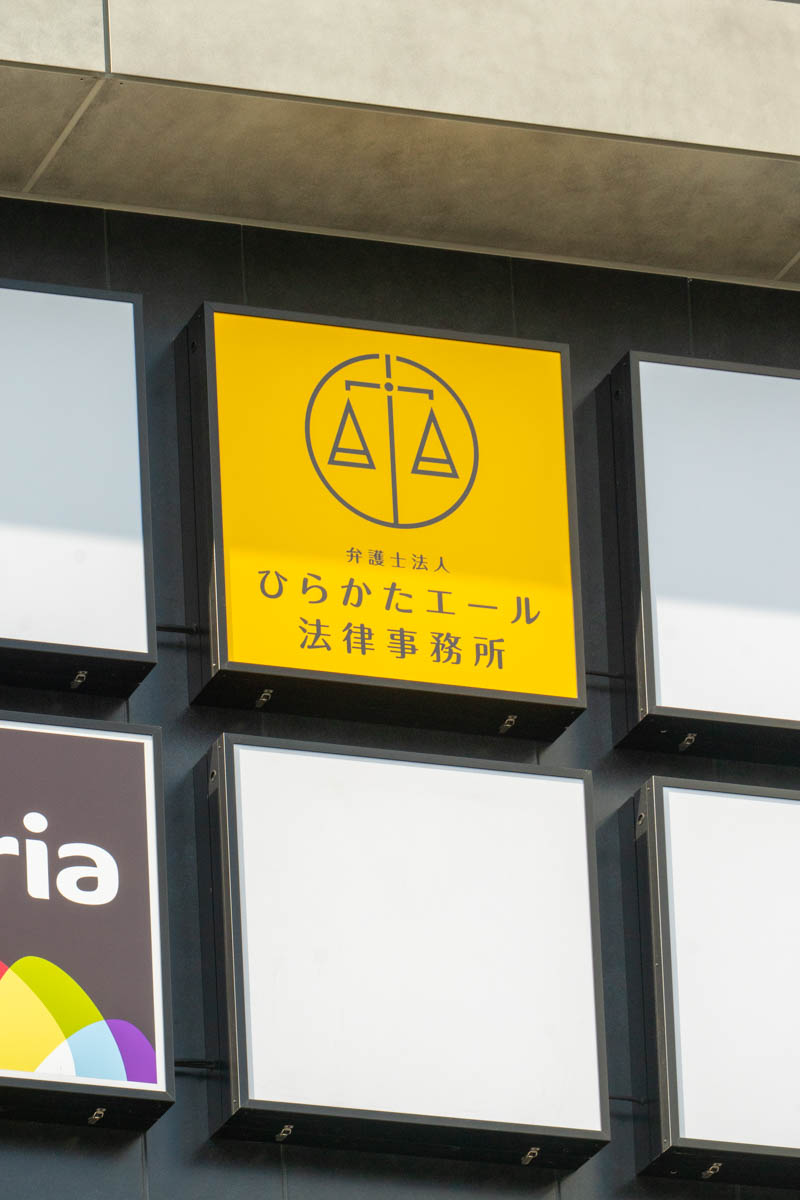 弁護士法人
ひらかたエール
法律事務所
ria